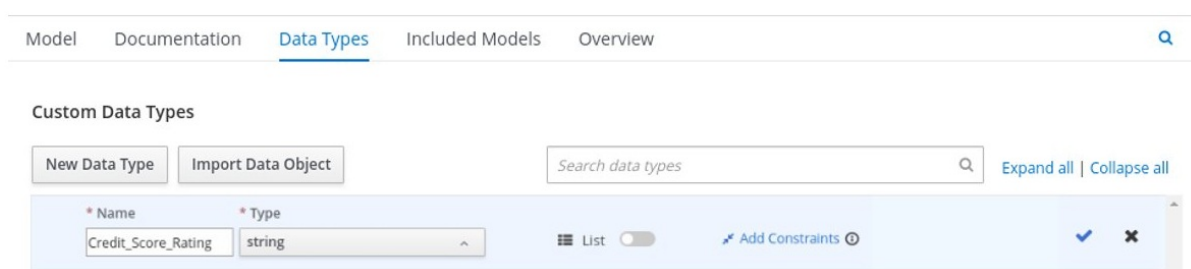 Model Documentation Data Types Included Models Overview
Custom Data Types
New Data Type Import Data Object Search data types Expand all | Collapse all
* Name * Type
Credit_Score_Rating string List Add Constraints